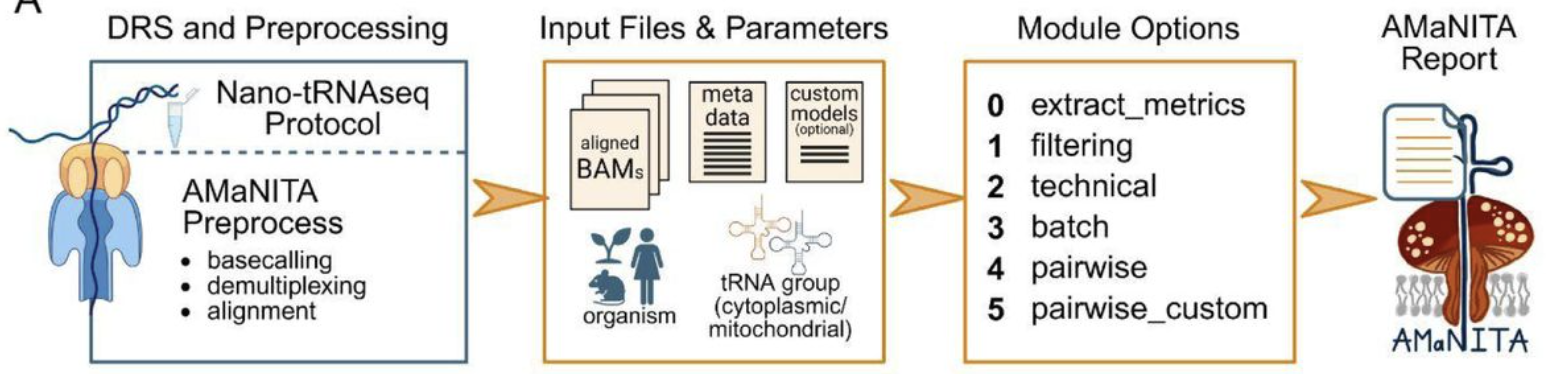 A
DRS and Preprocessing
Nano-tRNAseq
Protocol
AMaNITA
Preprocess
• basecalling
• demultiplexing
• alignment
Input Files & Parameters
aligned
BAMs
meta
data
custom
models
(optional)
organism
tRNA group
(cytoplasmic/
mitochondrial)
Module Options
0 extract_metrics
1 filtering
2 technical
3 batch
4 pairwise
5 pairwise_custom
AMaNITA
Report
AMaNITA